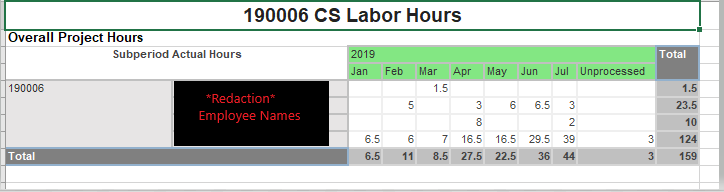 190006 CS Labor Hours
Overall Project Hours
Subperiod Actual Hours 2019 Total
Jan Feb Mar Apr May Jun Jul Unprocessed
190006 *Redaction* 1.5 1.5
Employee Names 5 3 6 6.5 3 23.5
8 2 10
6.5 6 7 16.5 16.5 29.5 39 3 124
Total 6.5 11 8.5 27.5 22.5 36 44 3 159